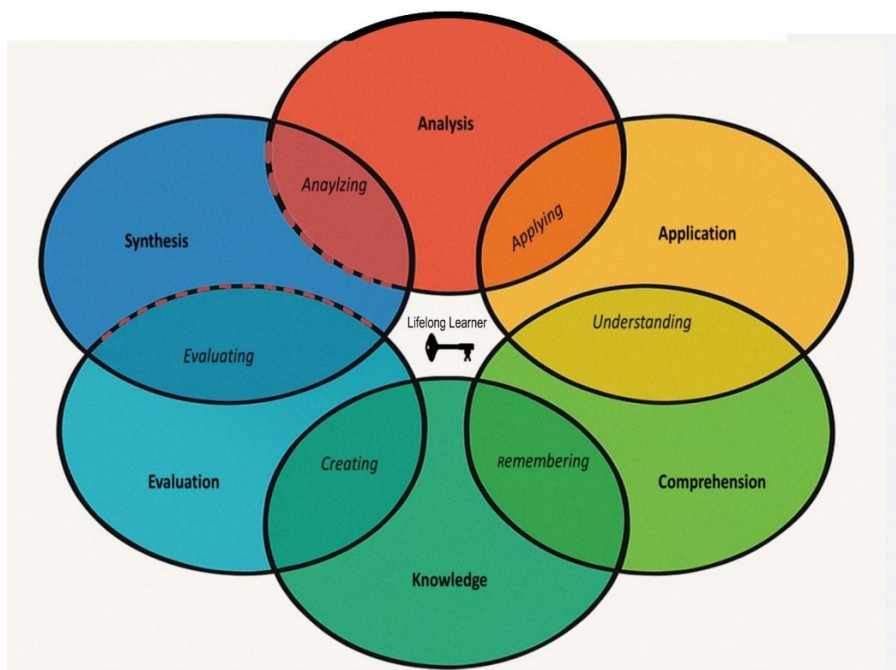 Analysis
Anaylzing
Applying
Synthesis
Application
Lifelong Learner
Understanding
Evaluating
Creating
Remembering
Evaluation
Comprehension
Knowledge